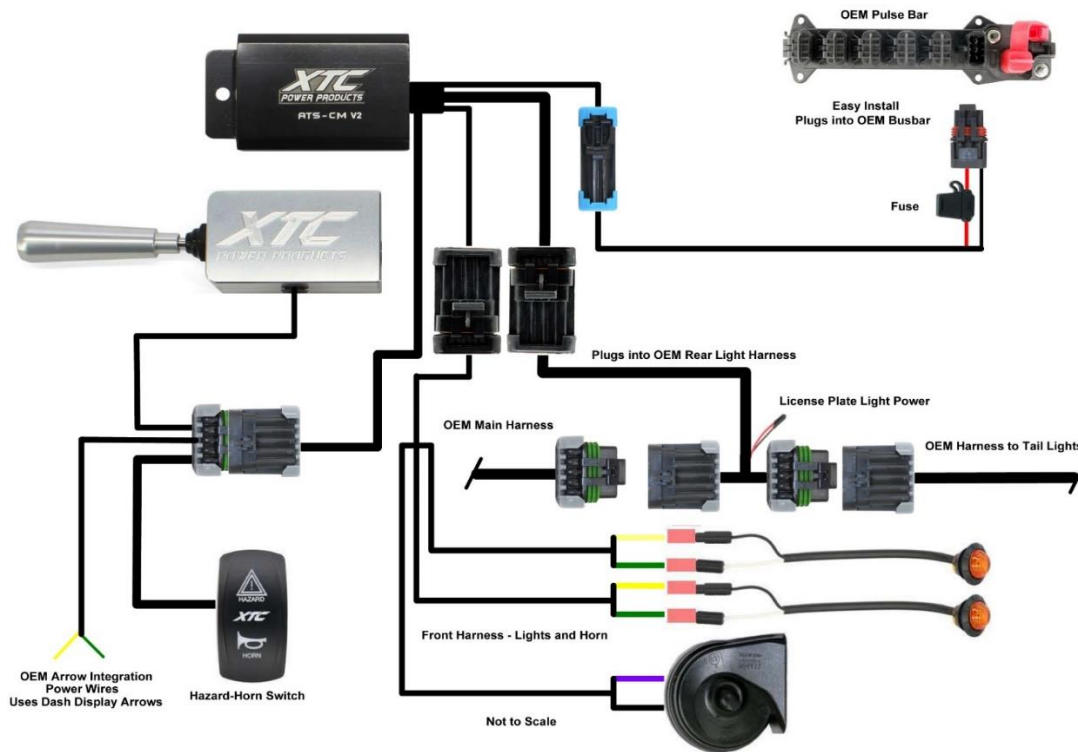 XTC
POWER PRODUCTS
ATS-CM V2
OEM Pulse Bar
Easy Install
Plugs into OEM Busbar
Fuse
XTC
POWER PRODUCTS
Plugs into OEM Rear Light Harness
License Plate Light Power
OEM Main Harness
OEM Harness to Tail Lights
HAZARD
XTC
HORN
Hazard-Horn Switch
OEM Arrow Integration
Power Wires
Uses Dash Display Arrows
Front Harness - Lights and Horn
Not to Scale